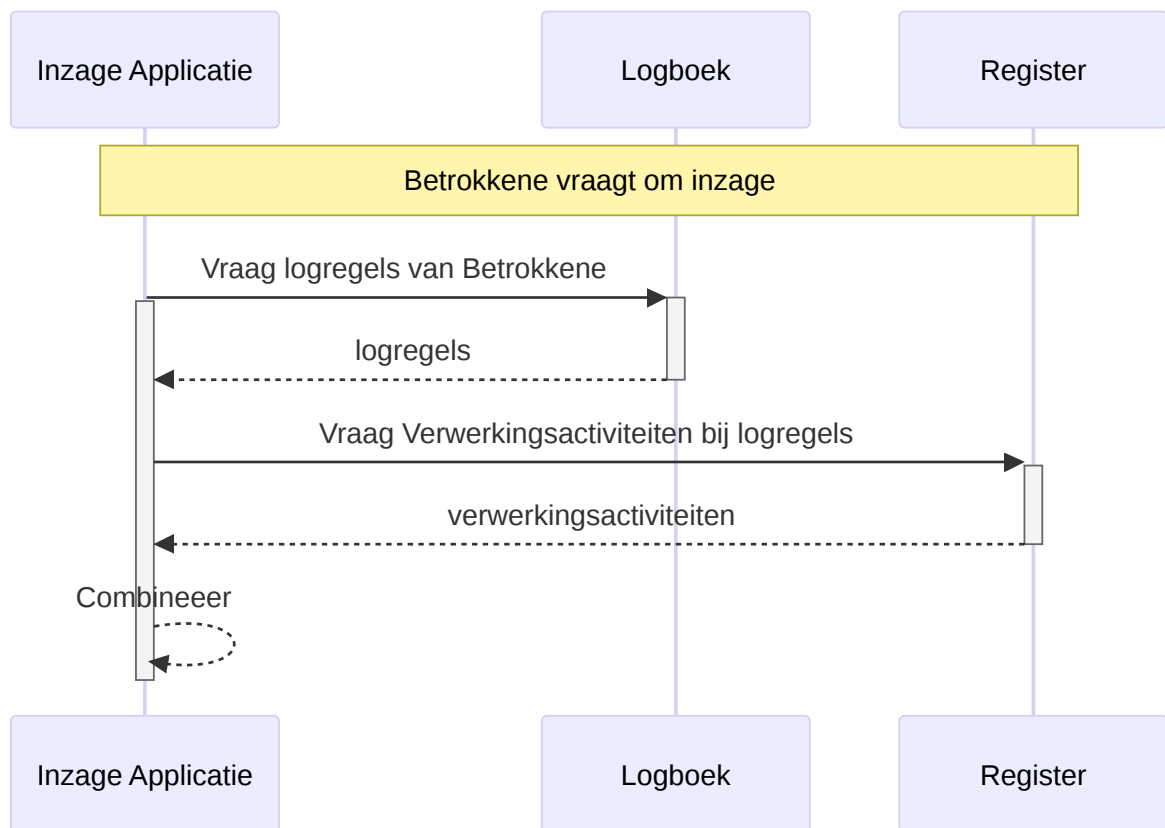 Inzage Applicatie
Logboek
Register
Betrokkene vraagt om inzage
Vraag logregels van Betrokkene
logregels
Vraag Verwerkingsactiviteiten bij logregels
verwerkingsactiviteiten
Combineeer
Inzage Applicatie
Logboek
Register